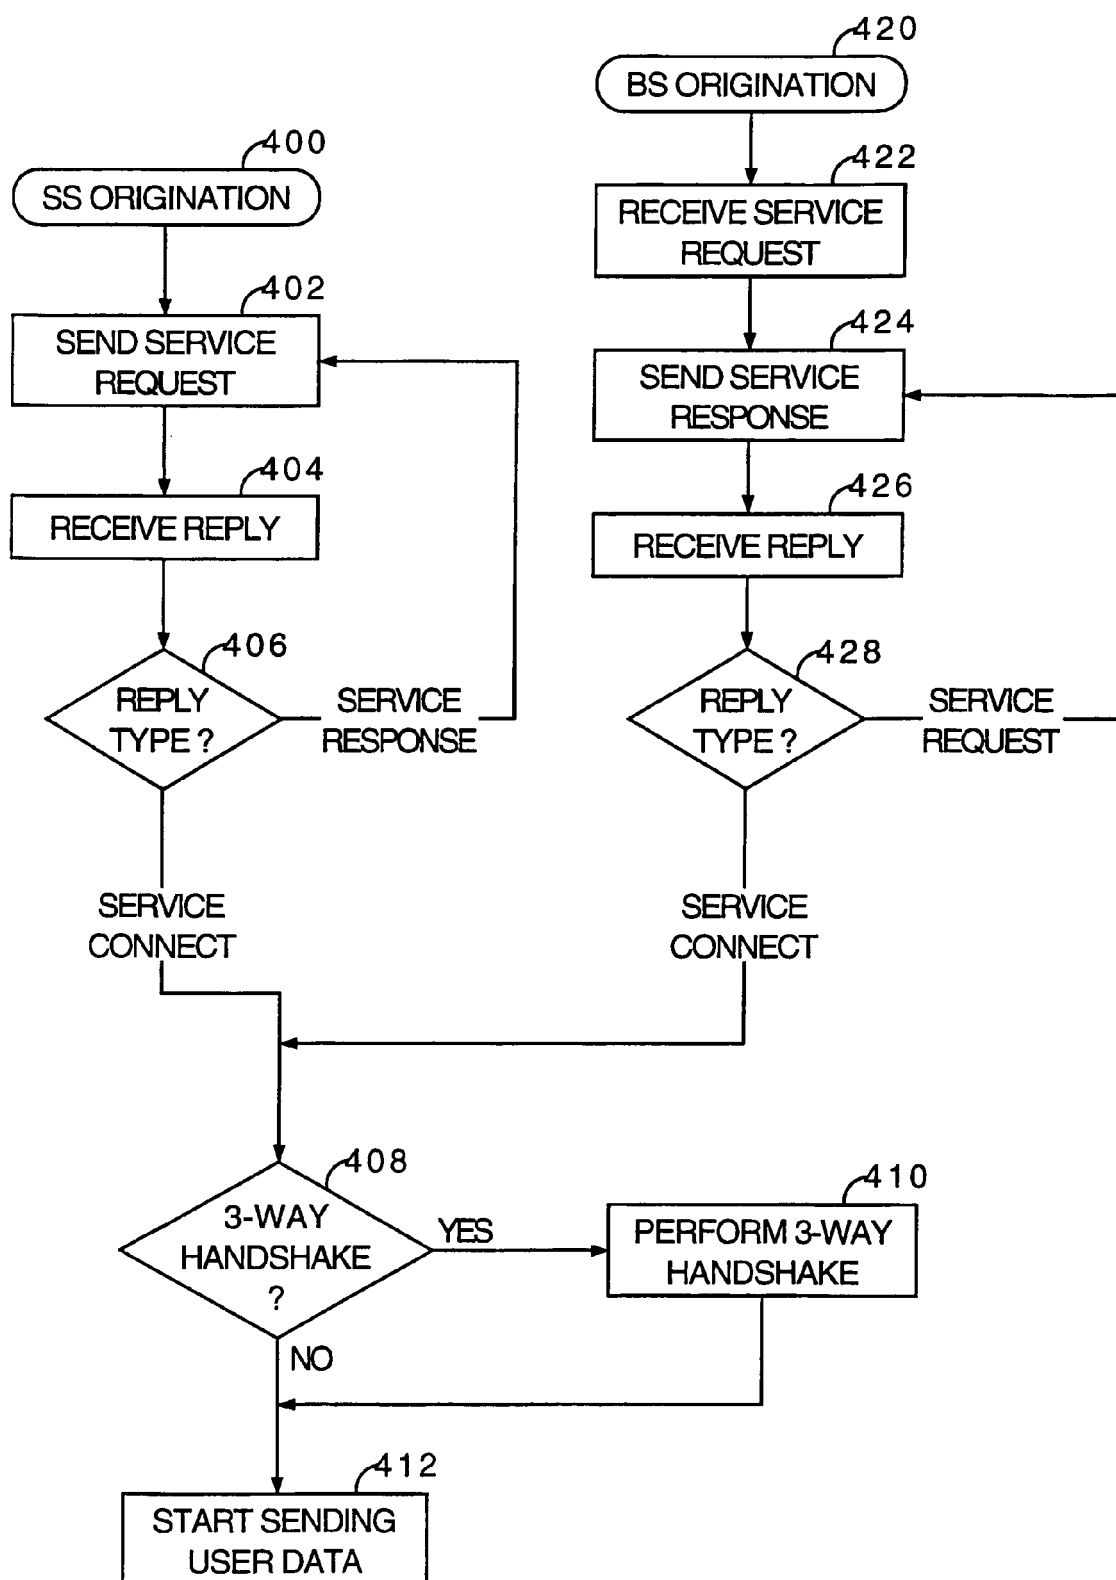 420
BS ORIGINATION
400
SS ORIGINATION
422
RECEIVE SERVICE
REQUEST
402
SEND SERVICE
REQUEST
424
SEND SERVICE
RESPONSE
404
RECEIVE REPLY
426
RECEIVE REPLY
406
REPLY
TYPE ?
SERVICE
RESPONSE
428
REPLY
TYPE ?
SERVICE
REQUEST
SERVICE
CONNECT
SERVICE
CONNECT
408
3-WAY
HANDSHAKE
?
YES
NO
410
PERFORM 3-WAY
HANDSHAKE
412
START SENDING
USER DATA